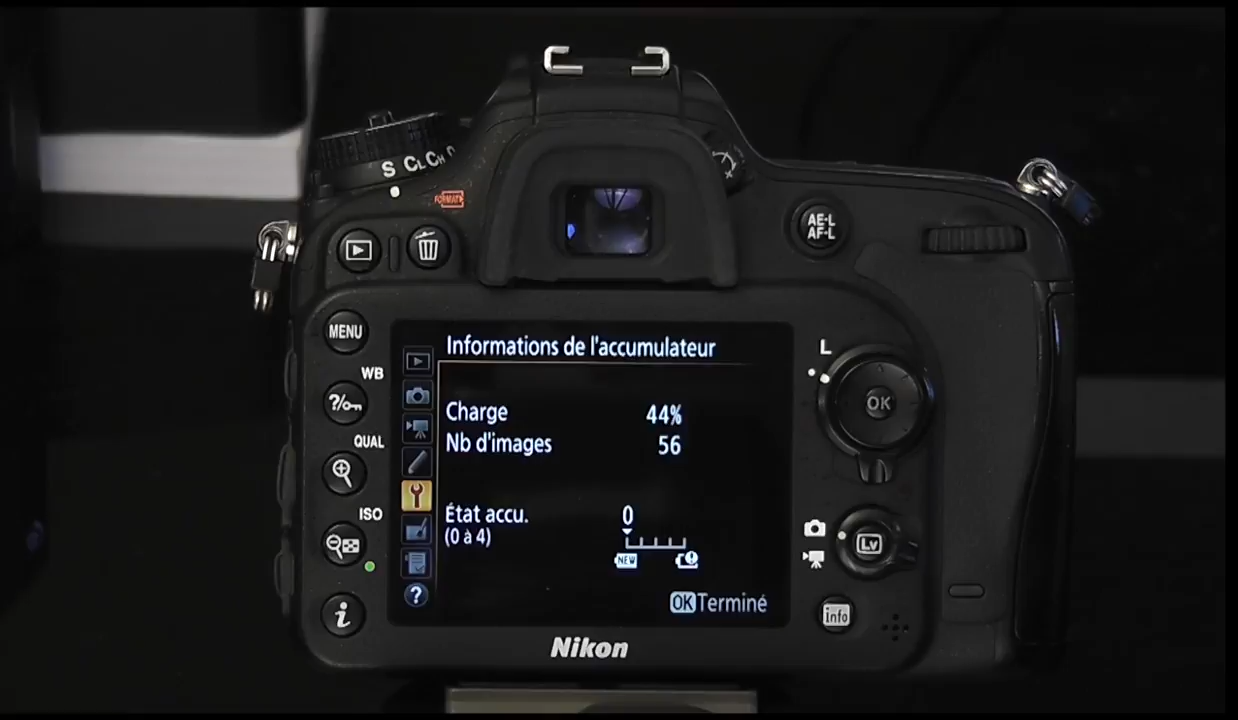 S CL CH
FORMAT
AE-L
AF-L
MENU
WB
?
QUAL
ISO
i
Informations de l'accumulateur
Charge 44%
Nb d'images 56
État accu. 0
(0 à 4)
NEW
?
OK Terminé
L
OK
Lv
info
Nikon